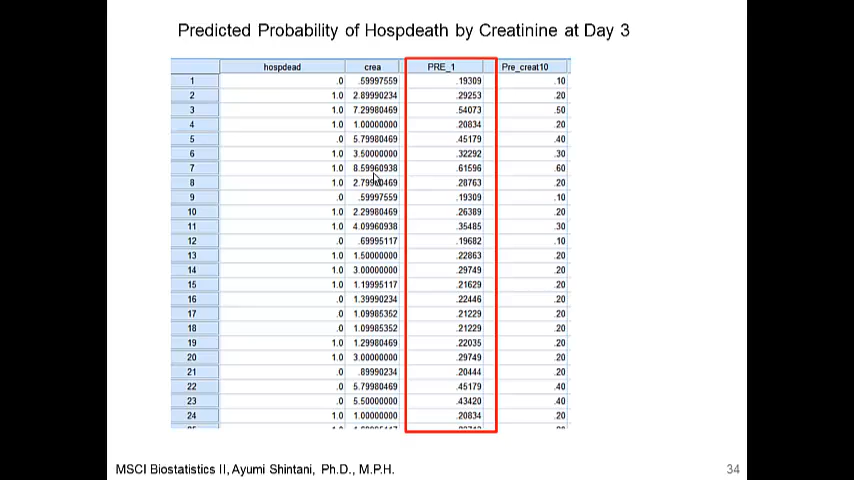 Predicted Probability of Hospdeath by Creatinine at Day 3
hospdead crea PRE_1 Pre_creat10
1 .0 .59997559 .19309 .10
2 1.0 2.89990234 .29253 .20
3 1.0 7.29980469 .54073 .50
4 1.0 1.00000000 .20834 .20
5 .0 5.79980469 .45179 .40
6 1.0 3.50000000 .32292 .30
7 1.0 8.59960938 .61596 .60
8 1.0 2.79980469 .28763 .20
9 .0 .59997559 .19309 .10
10 1.0 2.29980469 .26389 .20
11 1.0 4.09960938 .35485 .30
12 .0 .69995117 .19682 .10
13 1.0 1.50000000 .22863 .20
14 1.0 3.00000000 .29749 .20
15 1.0 1.19995117 .21629 .20
16 .0 1.39990234 .22446 .20
17 .0 1.09985352 .21229 .20
18 .0 1.09985352 .21229 .20
19 1.0 1.29980469 .22035 .20
20 1.0 3.00000000 .29749 .20
21 .0 .89990234 .20444 .20
22 .0 5.79980469 .45179 .40
23 .0 5.50000000 .43420 .40
24 1.0 1.00000000 .20834 .20
MSCI Biostatistics II, Ayumi Shintani, Ph.D., M.P.H.
34